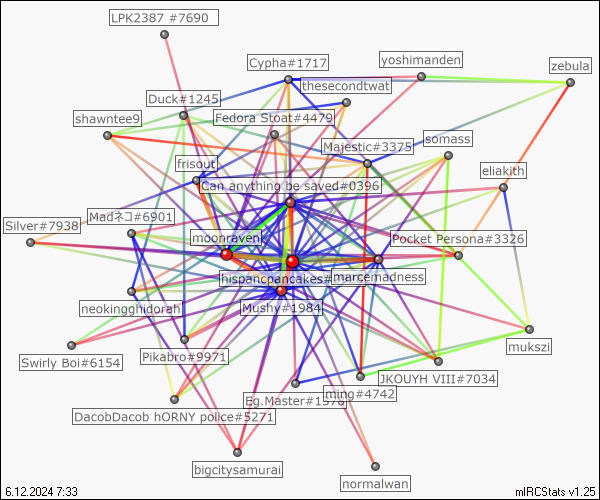 LPK2387 #7690
Cypha#1717
yoshimanden
zebula
thesecondtwat
Duck#1245
shawntee9
Fedora Stoat#4479
Majestic#3375
somass
frisout
eliakith
Can anything be saved#0396
Silver#7938
Madネコ#6901
moonraven
Pocket Persona#3326
hispancpancakes#
marcemadness
neokingghidorah
Mushy#1984
mukszi
Swirly Boi#6154
Pikabro#9971
JKOUYH VIII#7034
Eg.Master#1378
ming#4742
DacobDacob hORNY police#5271
bigcitysamurai
normalwan
6.12.2024 7:33
mIRCStats v1.25